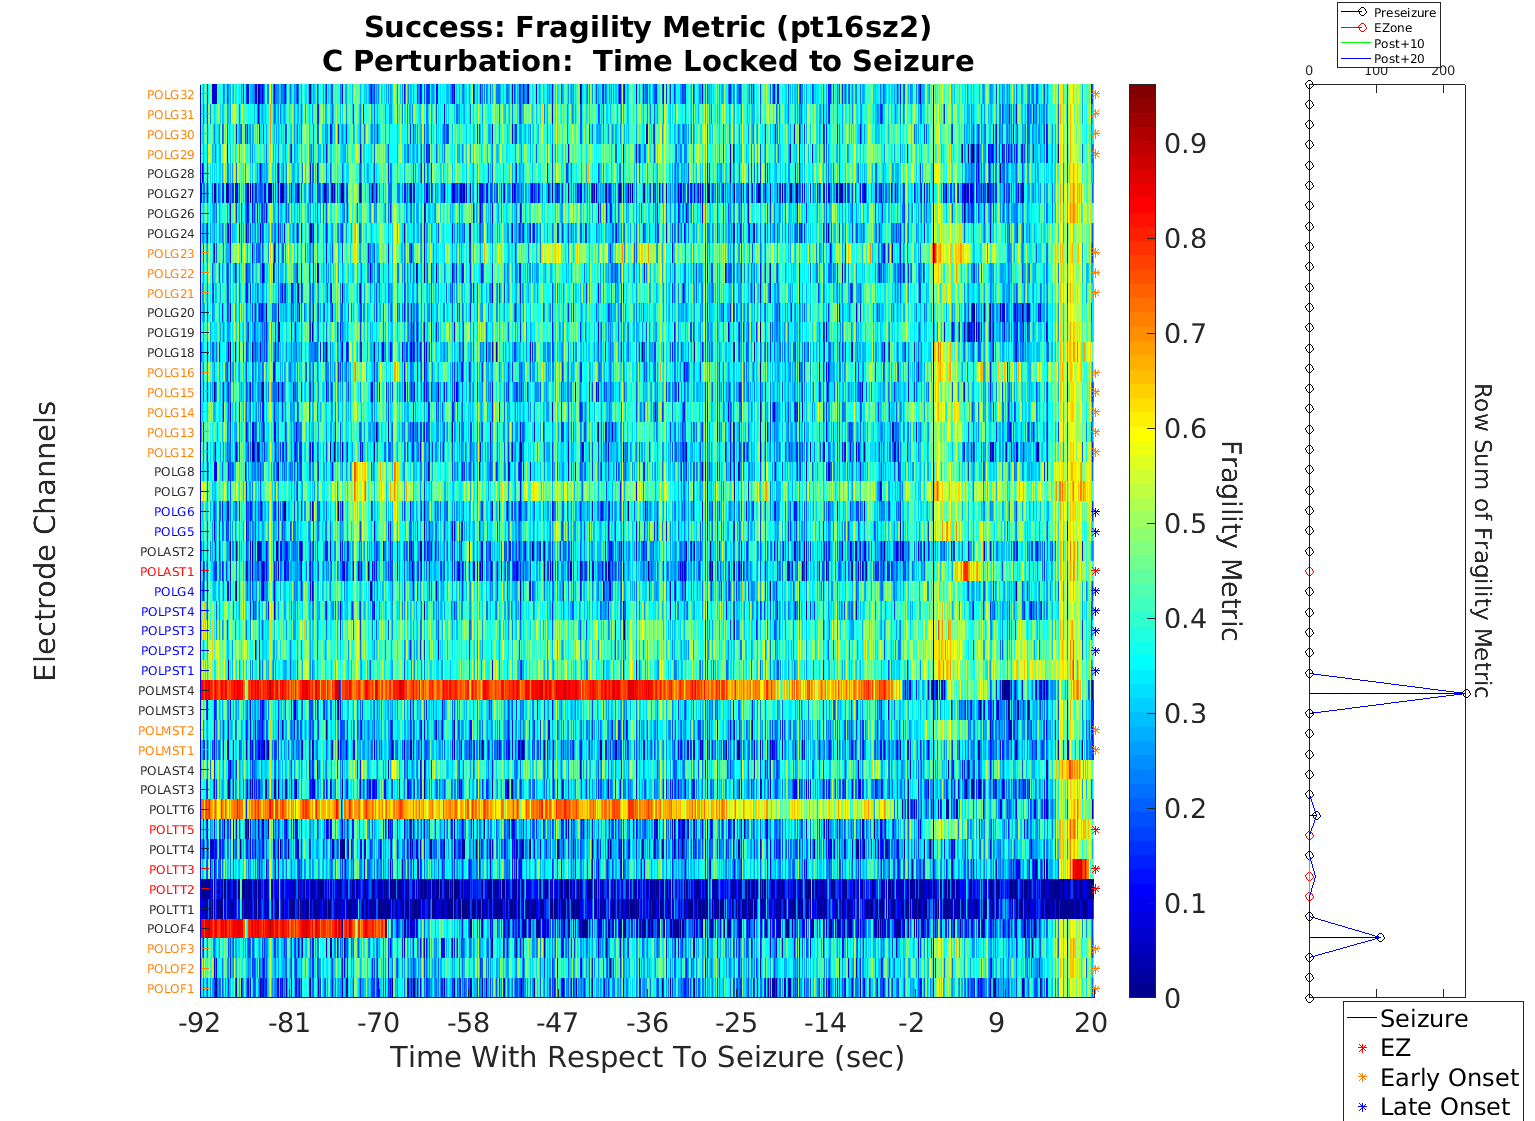 Success: Fragility Metric (pt16sz2)
C Perturbation:  Time Locked to Seizure
Electrode Channels
POLG32
POLG31
POLG30
POLG29
POLG28
POLG27
POLG26
POLG24
POLG23
POLG22
POLG21
POLG20
POLG19
POLG18
POLG16
POLG15
POLG14
POLG13
POLG12
POLG8
POLG7
POLG6
POLG5
POLAST2
POLAST1
POLG4
POLPST4
POLPST3
POLPST2
POLPST1
POLMST4
POLMST3
POLMST2
POLMST1
POLAST4
POLAST3
POLTT6
POLTT5
POLTT4
POLTT3
POLTT2
POLTT1
POLOF4
POLOF3
POLOF2
POLOF1
-92 -81 -70 -58 -47 -36 -25 -14 -2 9 20
Time With Respect To Seizure (sec)
0.9
0.8
0.7
0.6
0.5
0.4
0.3
0.2
0.1
0
Fragility Metric
Preseizure
EZone
Post+10
Post+20
0 100 200
Row Sum of Fragility Metric
Seizure
EZ
Early Onset
Late Onset